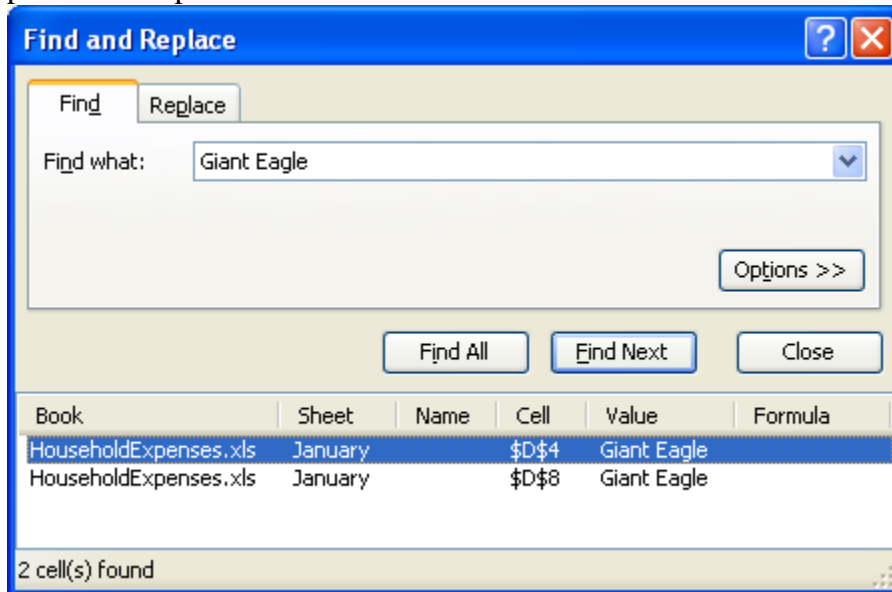 Find and Replace
Find Replace
Find what: Giant Eagle
Options >>
Find All Find Next Close
Book Sheet Name Cell Value Formula
HouseholdExpenses.xls January $D$4 Giant Eagle
HouseholdExpenses.xls January $D$8 Giant Eagle
2 cell(s) found